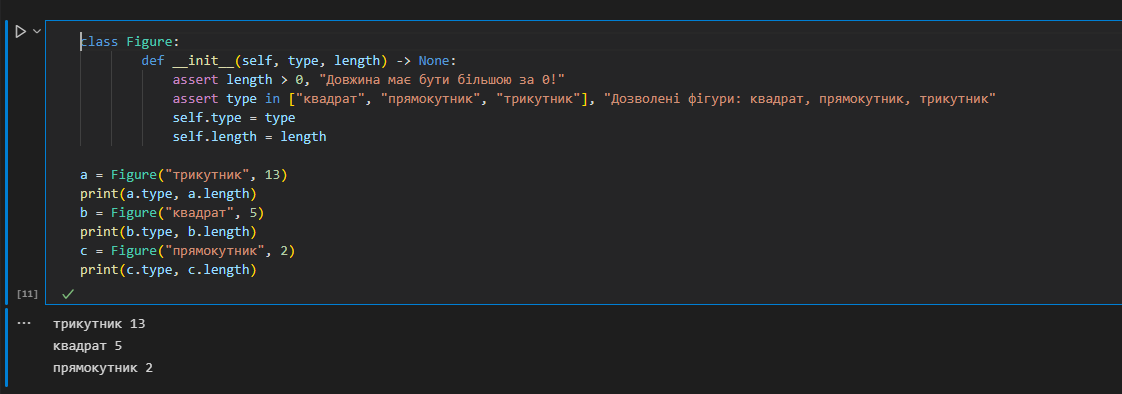 class Figure:
def __init__(self, type, length) -> None:
assert length > 0, "Довжина має бути більшою за 0!"
assert type in ["квадрат", "прямокутник", "трикутник"], "Дозволені фігури: квадрат, прямокутник, трикутник"
self.type = type
self.length = length
a = Figure("трикутник", 13)
print(a.type, a.length)
b = Figure("квадрат", 5)
print(b.type, b.length)
c = Figure("прямокутник", 2)
print(c.type, c.length)
[11]
трикутник 13
квадрат 5
прямокутник 2